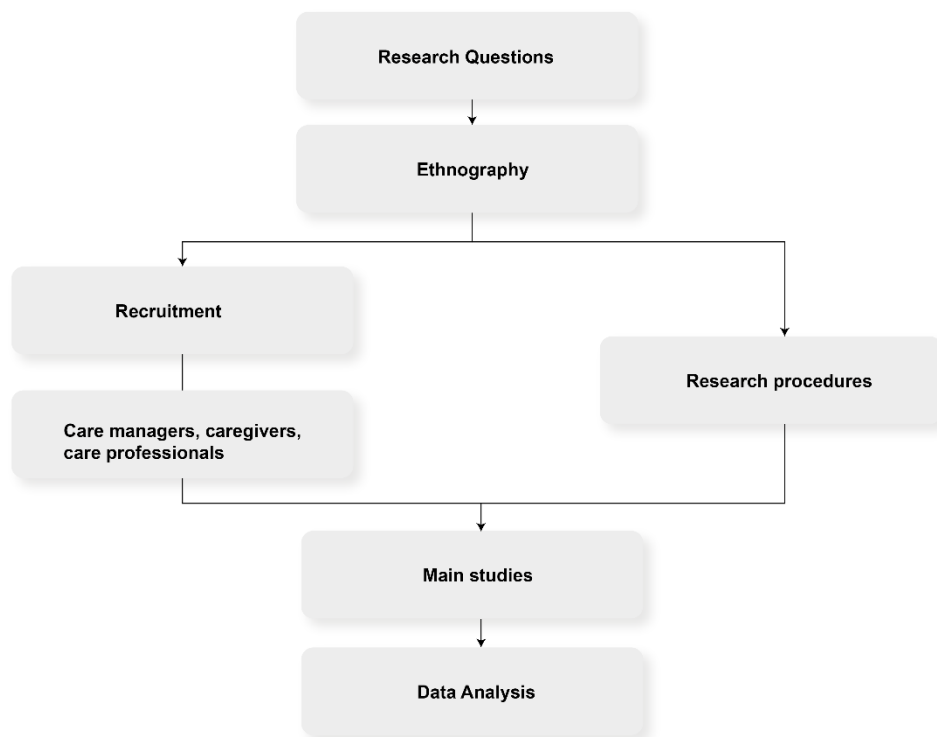 Research Questions
Ethnography
Recruitment
Research procedures
Care managers, caregivers,
care professionals
Main studies
Data Analysis